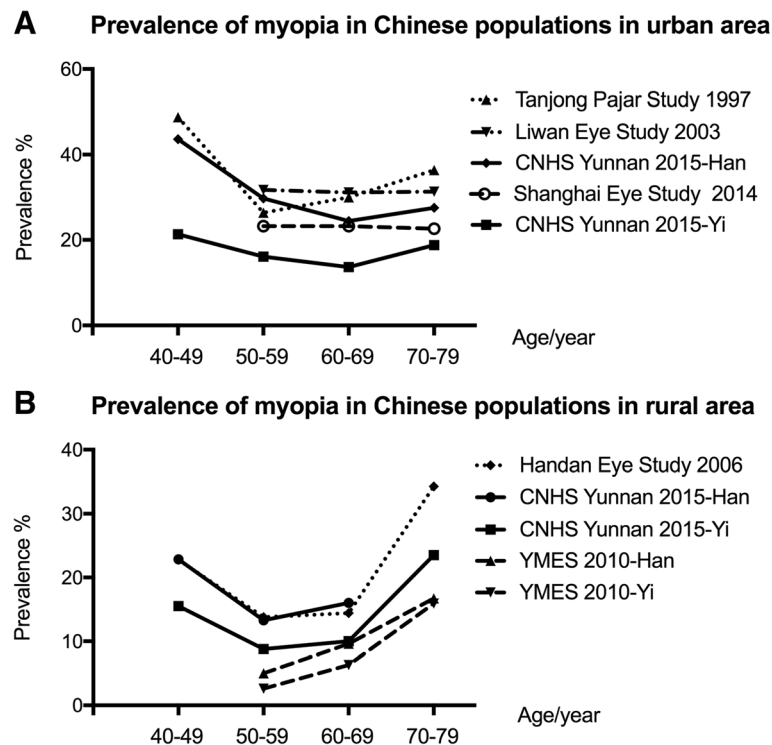 A Prevalence of myopia in Chinese populations in urban area
60
40
20
0
Prevalence %
Tanjong Pajar Study 1997
Liwan Eye Study 2003
CNHS Yunnan 2015-Han
Shanghai Eye Study 2014
CNHS Yunnan 2015-Yi
Age/year
40-49 50-59 60-69 70-79
B Prevalence of myopia in Chinese populations in rural area
40
30
20
10
0
Prevalence %
Handan Eye Study 2006
CNHS Yunnan 2015-Han
CNHS Yunnan 2015-Yi
YMES 2010-Han
YMES 2010-Yi
Age/year
40-49 50-59 60-69 70-79